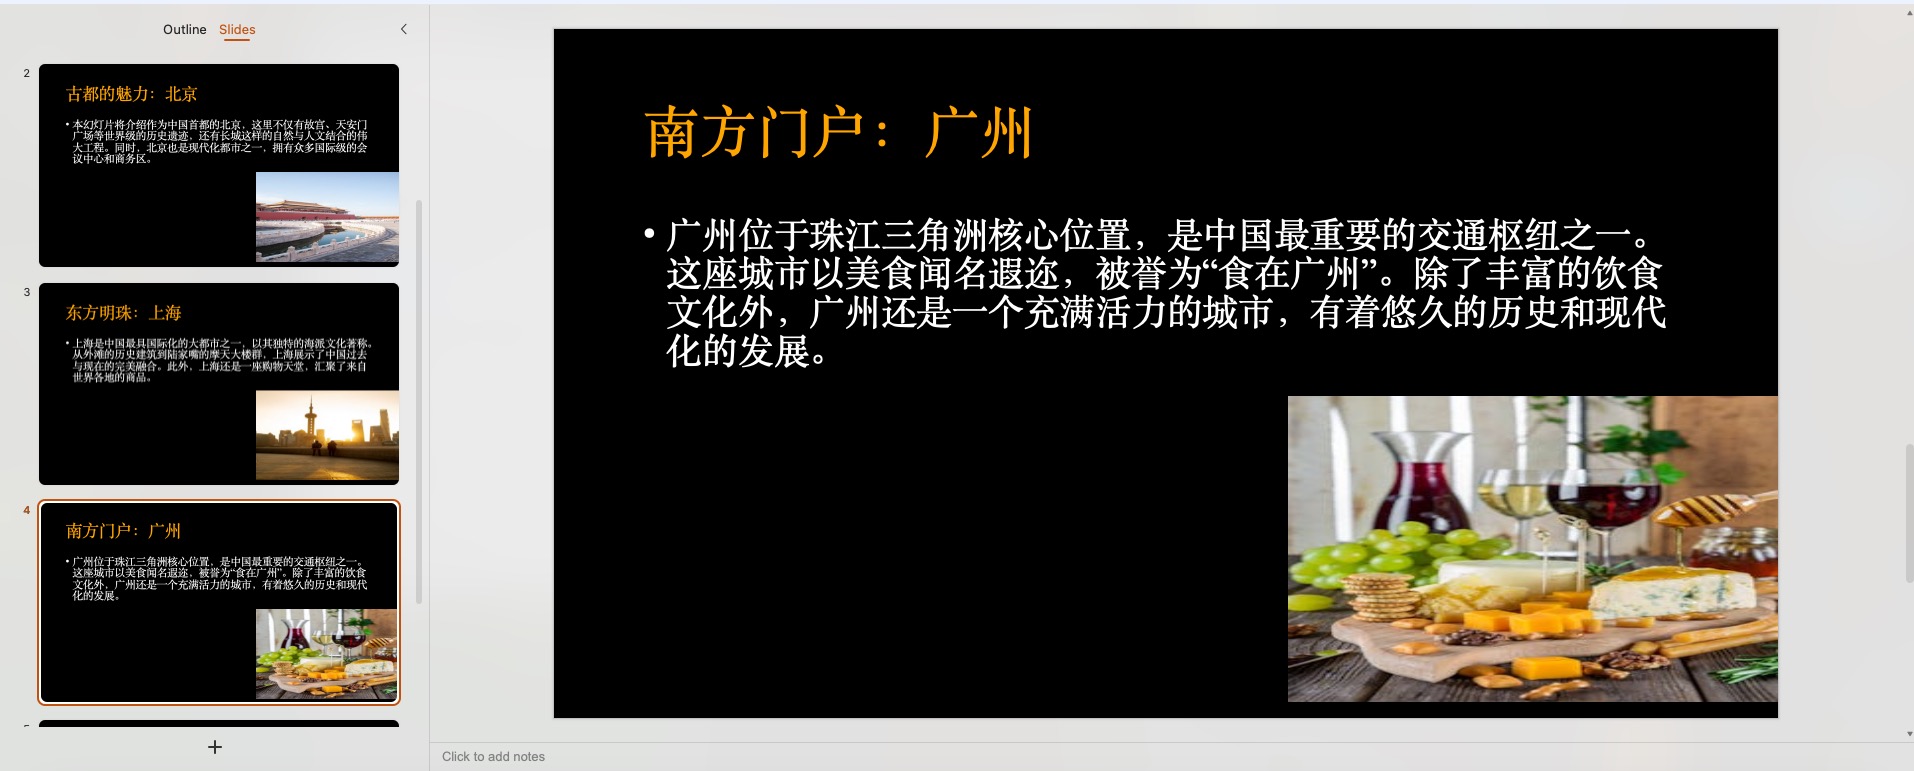 Outline Slides
2
古都的魅力：北京
• 本幻灯片将介绍作为中国首都的北京，这里不仅有故宫、天安门
广场等世界级的历史遗迹，还有长城这样的自然与人文结合的伟
大工程。同时，北京也是现代化都市之一，拥有众多国际级的会
议中心和商务区。
3
东方明珠：上海
• 上海是中国最具国际化的大都市之一，以其独特的海派文化著称。
从外滩的历史建筑到陆家嘴的摩天大楼群，上海展示了中国过去
与现在的完美融合。此外，上海还是一座购物天堂，汇聚了来自
世界各地的商品。
4
南方门户：广州
• 广州位于珠江三角洲核心位置，是中国最重要的交通枢纽之一。
这座城市以美食闻名遐迩，被誉为“食在广州”。除了丰富的饮食
文化外，广州还是一个充满活力的城市，有着悠久的历史和现代
化的发展。
南方门户：广州
• 广州位于珠江三角洲核心位置，是中国最重要的交通枢纽之一。
这座城市以美食闻名遐迩，被誉为“食在广州”。除了丰富的饮食
文化外，广州还是一个充满活力的城市，有着悠久的历史和现代
化的发展。
Click to add notes